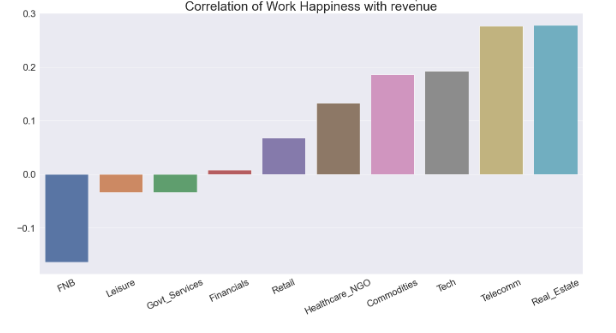 Correlation of Work Happiness with revenue
0.3
0.2
0.1
0.0
−0.1
FNB Leisure Govt_Services Financials Retail Healthcare_NGO Commodities Tech Telecomm Real_Estate